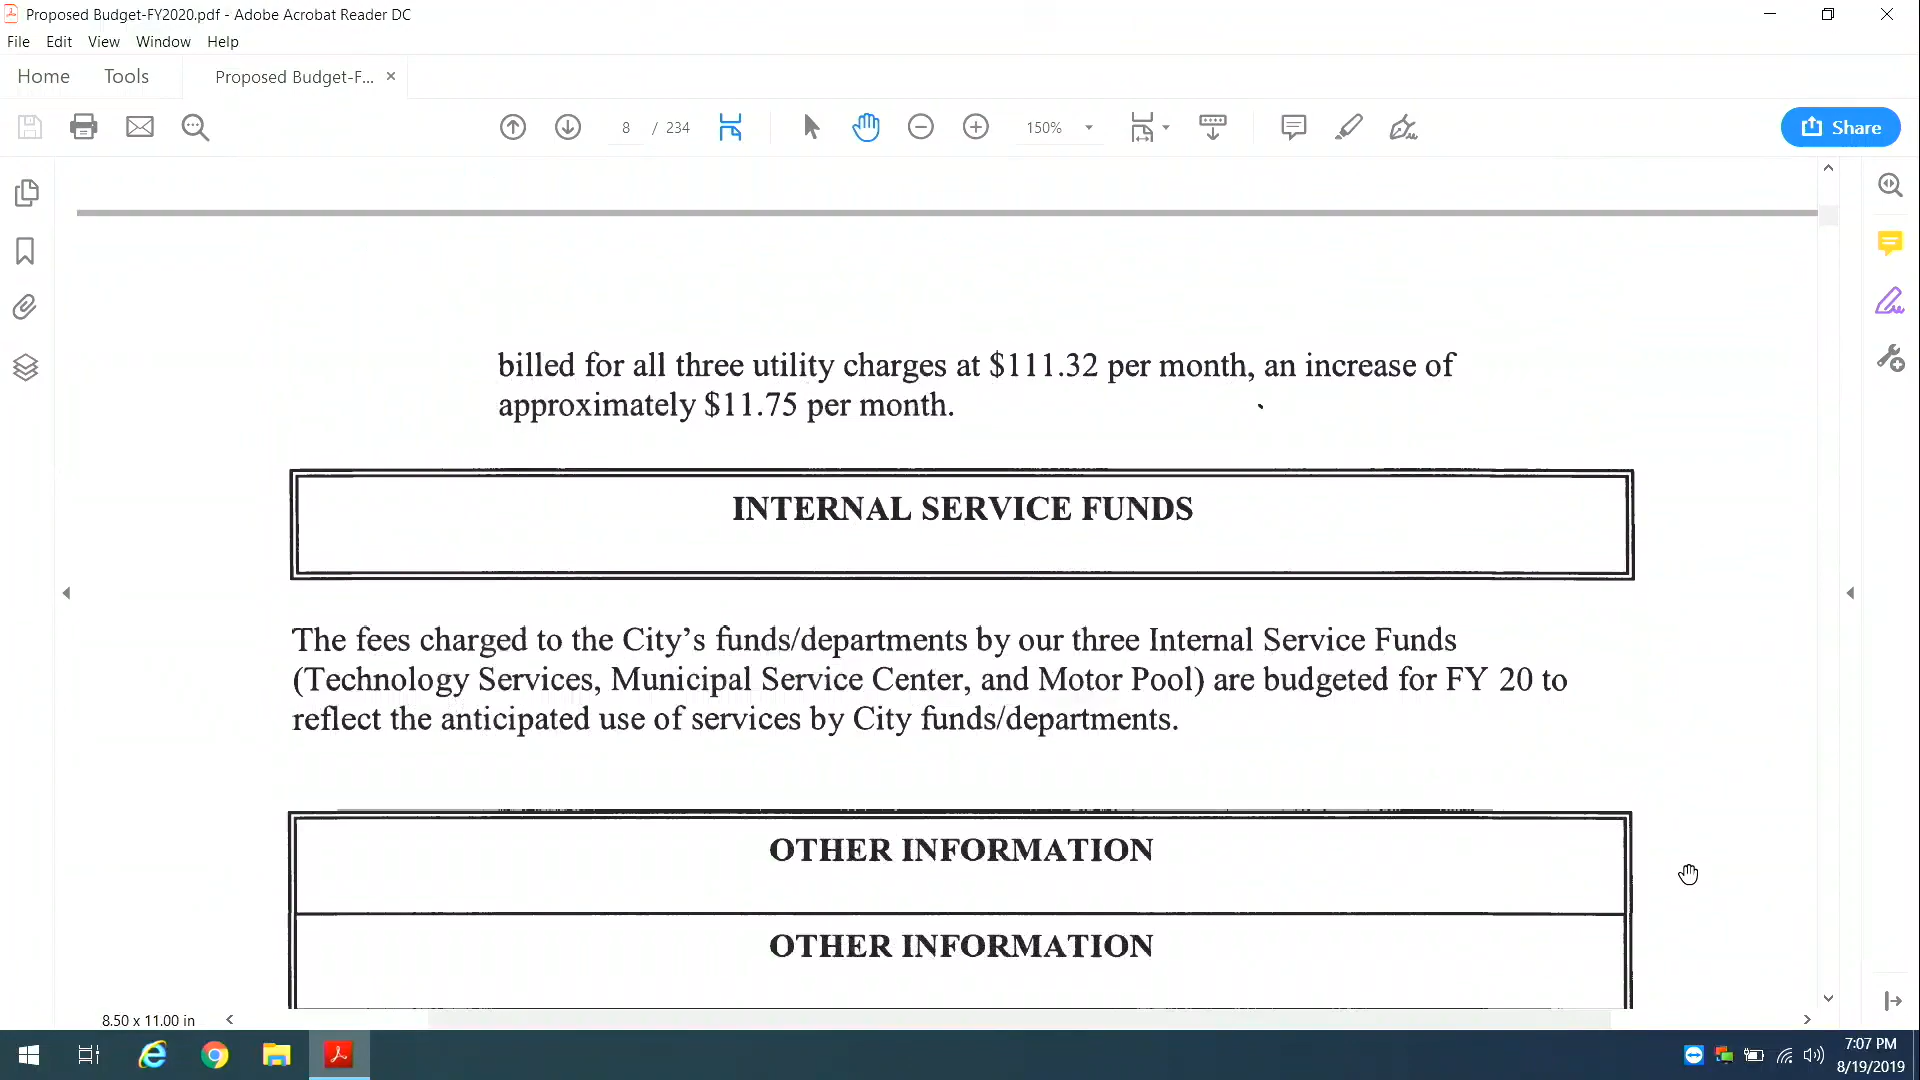 Proposed Budget-FY2020.pdf - Adobe Acrobat Reader DC
File Edit View Window Help
Home Tools Proposed Budget-F... ×
8 / 234 150% Share
billed for all three utility charges at $111.32 per month, an increase of
approximately $11.75 per month.
INTERNAL SERVICE FUNDS
The fees charged to the City’s funds/departments by our three Internal Service Funds
(Technology Services, Municipal Service Center, and Motor Pool) are budgeted for FY 20 to
reflect the anticipated use of services by City funds/departments.
OTHER INFORMATION
OTHER INFORMATION
8.50 x 11.00 in
7:07 PM
8/19/2019